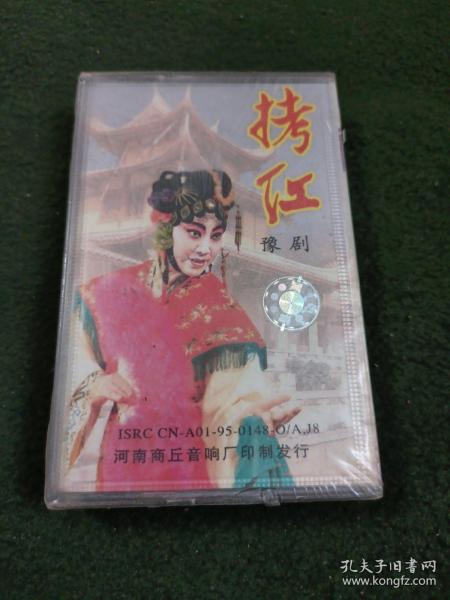 拷红
豫剧
ISRC CN-A01-95-0148-O/A.J8
河南商丘音响厂印制发行
孔夫子旧书网
www.kongfz.com